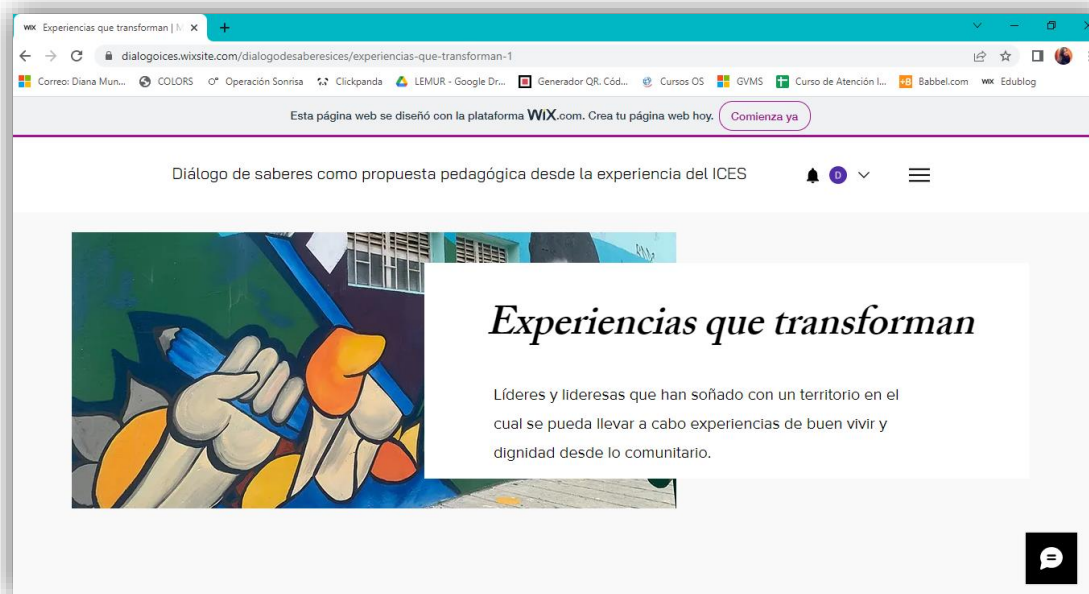 WiX Experiencias que transforman |
dialogoices.wixsite.com/dialogodesaberesices/experiencias-que-transforman-1
Correo: Diana Mun... COLORS Operación Sonrisa Clickpanda LEMUR - Google Dr... Generador QR. Cód... Cursos OS GVMS Curso de Atención I... +B Babbel.com WiX Edublog
Esta página web se diseñó con la plataforma WiX.com. Crea tu página web hoy. Comienza ya
Diálogo de saberes como propuesta pedagógica desde la experiencia del ICES D
Experiencias que transforman
Líderes y lideresas que han soñado con un territorio en el
cual se pueda llevar a cabo experiencias de buen vivir y
dignidad desde lo comunitario.